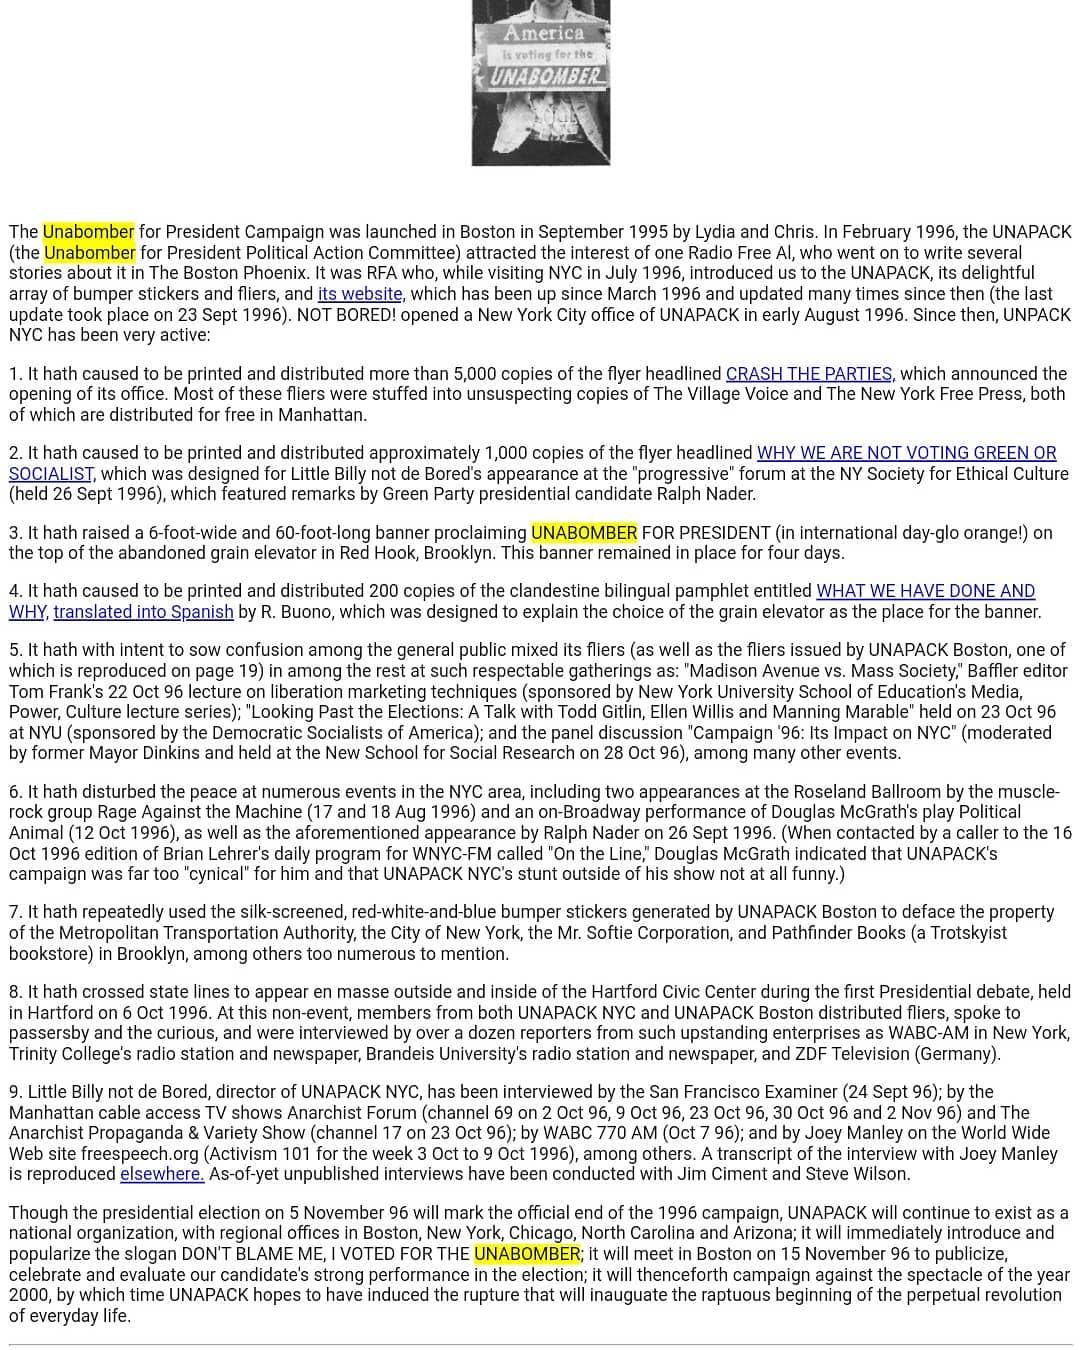 America
is voting for the
UNABOMBER
The Unabomber for President Campaign was launched in Boston in September 1995 by Lydia and Chris. In February 1996, the UNAPACK
(the Unabomber for President Political Action Committee) attracted the interest of one Radio Free Al, who went on to write several
stories about it in The Boston Phoenix. It was RFA who, while visiting NYC in July 1996, introduced us to the UNAPACK, its delightful
array of bumper stickers and fliers, and its website, which has been up since March 1996 and updated many times since then (the last
update took place on 23 Sept 1996). NOT BORED! opened a New York City office of UNAPACK in early August 1996. Since then, UNPACK
NYC has been very active:
1. It hath caused to be printed and distributed more than 5,000 copies of the flyer headlined CRASH THE PARTIES, which announced the
opening of its office. Most of these fliers were stuffed into unsuspecting copies of The Village Voice and The New York Free Press, both
of which are distributed for free in Manhattan.
2. It hath caused to be printed and distributed approximately 1,000 copies of the flyer headlined WHY WE ARE NOT VOTING GREEN OR
SOCIALIST, which was designed for Little Billy not de Bored's appearance at the "progressive" forum at the NY Society for Ethical Culture
(held 26 Sept 1996), which featured remarks by Green Party presidential candidate Ralph Nader.
3. It hath raised a 6-foot-wide and 60-foot-long banner proclaiming UNABOMBER FOR PRESIDENT (in international day-glo orange!) on
the top of the abandoned grain elevator in Red Hook, Brooklyn. This banner remained in place for four days.
4. It hath caused to be printed and distributed 200 copies of the clandestine bilingual pamphlet entitled WHAT WE HAVE DONE AND
WHY, translated into Spanish by R. Buono, which was designed to explain the choice of the grain elevator as the place for the banner.
5. It hath with intent to sow confusion among the general public mixed its fliers (as well as the fliers issued by UNAPACK Boston, one of
which is reproduced on page 19) in among the rest at such respectable gatherings as: "Madison Avenue vs. Mass Society," Baffler editor
Tom Frank's 22 Oct 96 lecture on liberation marketing techniques (sponsored by New York University School of Education's Media,
Power, Culture lecture series); "Looking Past the Elections: A Talk with Todd Gitlin, Ellen Willis and Manning Marable" held on 23 Oct 96
at NYU (sponsored by the Democratic Socialists of America); and the panel discussion "Campaign '96: Its Impact on NYC" (moderated
by former Mayor Dinkins and held at the New School for Social Research on 28 Oct 96), among many other events.
6. It hath disturbed the peace at numerous events in the NYC area, including two appearances at the Roseland Ballroom by the muscle-
rock group Rage Against the Machine (17 and 18 Aug 1996) and an on-Broadway performance of Douglas McGrath's play Political
Animal (12 Oct 1996), as well as the aforementioned appearance by Ralph Nader on 26 Sept 1996. (When contacted by a caller to the 16
Oct 1996 edition of Brian Lehrer's daily program for WNYC-FM called "On the Line," Douglas McGrath indicated that UNAPACK's
campaign was far too "cynical" for him and that UNAPACK NYC's stunt outside of his show not at all funny.)
7. It hath repeatedly used the silk-screened, red-white-and-blue bumper stickers generated by UNAPACK Boston to deface the property
of the Metropolitan Transportation Authority, the City of New York, the Mr. Softie Corporation, and Pathfinder Books (a Trotskyist
bookstore) in Brooklyn, among others too numerous to mention.
8. It hath crossed state lines to appear en masse outside and inside of the Hartford Civic Center during the first Presidential debate, held
in Hartford on 6 Oct 1996. At this non-event, members from both UNAPACK NYC and UNAPACK Boston distributed fliers, spoke to
passersby and the curious, and were interviewed by over a dozen reporters from such upstanding enterprises as WABC-AM in New York,
Trinity College's radio station and newspaper, Brandeis University's radio station and newspaper, and ZDF Television (Germany).
9. Little Billy not de Bored, director of UNAPACK NYC, has been interviewed by the San Francisco Examiner (24 Sept 96); by the
Manhattan cable access TV shows Anarchist Forum (channel 69 on 2 Oct 96, 9 Oct 96, 23 Oct 96, 30 Oct 96 and 2 Nov 96) and The
Anarchist Propaganda & Variety Show (channel 17 on 23 Oct 96); by WABC 770 AM (Oct 7 96); and by Joey Manley on the World Wide
Web site freespeech.org (Activism 101 for the week 3 Oct to 9 Oct 1996), among others. A transcript of the interview with Joey Manley
is reproduced elsewhere. As-of-yet unpublished interviews have been conducted with Jim Ciment and Steve Wilson.
Though the presidential election on 5 November 96 will mark the official end of the 1996 campaign, UNAPACK will continue to exist as a
national organization, with regional offices in Boston, New York, Chicago, North Carolina and Arizona; it will immediately introduce and
popularize the slogan DON'T BLAME ME, I VOTED FOR THE UNABOMBER; it will meet in Boston on 15 November 96 to publicize,
celebrate and evaluate our candidate's strong performance in the election; it will thenceforth campaign against the spectacle of the year
2000, by which time UNAPACK hopes to have induced the rupture that will inauguate the raptuous beginning of the perpetual revolution
of everyday life.